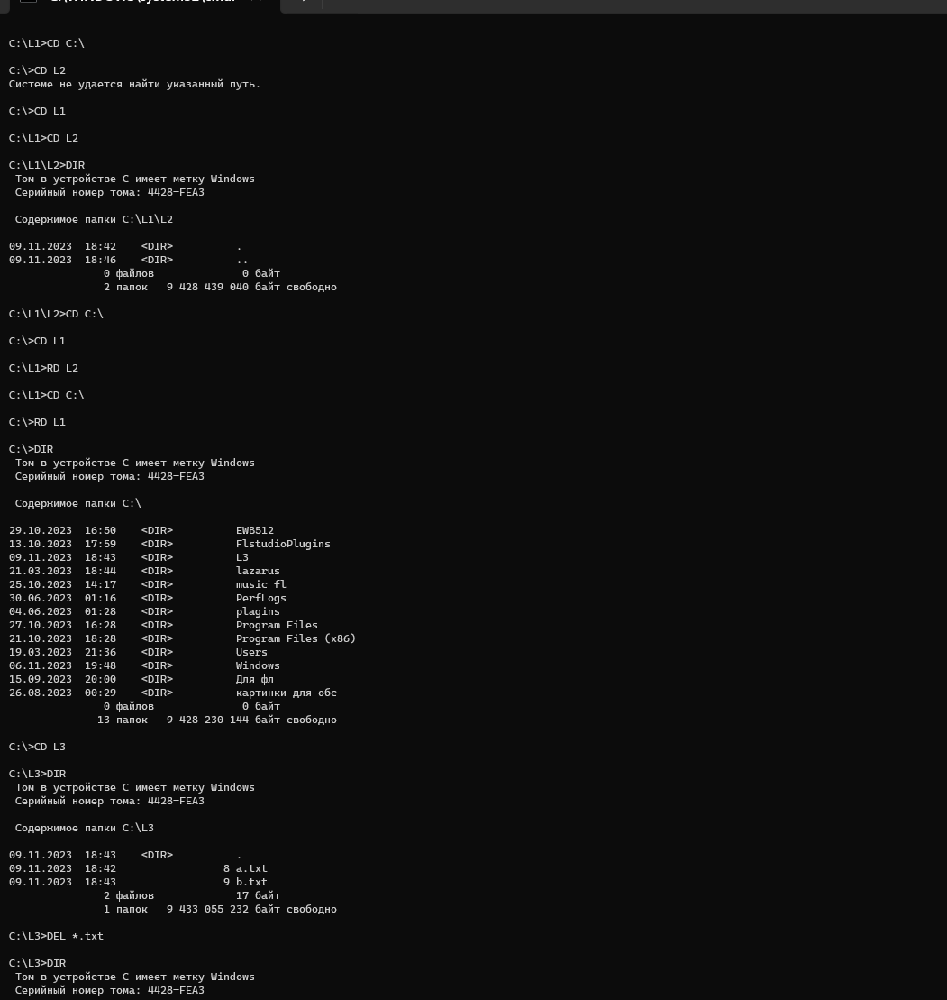 C:\L1>CD C:\
C:\>CD L2
Системе не удается найти указанный путь.
C:\>CD L1
C:\L1>CD L2
C:\L1\L2>DIR
 Том в устройстве C имеет метку Windows
 Серийный номер тома: 4428-FEA3
 Содержимое папки C:\L1\L2
09.11.2023  18:42    <DIR>          .
09.11.2023  18:46    <DIR>          ..
               0 файлов              0 байт
               2 папок   9 428 439 040 байт свободно
C:\L1\L2>CD C:\
C:\>CD L1
C:\L1>RD L2
C:\L1>CD C:\
C:\>RD L1
C:\>DIR
 Том в устройстве C имеет метку Windows
 Серийный номер тома: 4428-FEA3
 Содержимое папки C:\
29.10.2023  16:50    <DIR>          EWB512
13.10.2023  17:59    <DIR>          FlstudioPlugins
09.11.2023  18:43    <DIR>          L3
21.03.2023  18:44    <DIR>          lazarus
25.10.2023  14:17    <DIR>          music fl
30.06.2023  01:16    <DIR>          PerfLogs
04.06.2023  01:28    <DIR>          plagins
27.10.2023  16:28    <DIR>          Program Files
21.10.2023  18:28    <DIR>          Program Files (x86)
19.03.2023  21:36    <DIR>          Users
06.11.2023  19:48    <DIR>          Windows
15.09.2023  20:00    <DIR>          Для фл
26.08.2023  00:29    <DIR>          картинки для обс
               0 файлов              0 байт
              13 папок   9 428 230 144 байт свободно
C:\>CD L3
C:\L3>DIR
 Том в устройстве C имеет метку Windows
 Серийный номер тома: 4428-FEA3
 Содержимое папки C:\L3
09.11.2023  18:43    <DIR>          .
09.11.2023  18:42                 8 a.txt
09.11.2023  18:43                 9 b.txt
               2 файлов             17 байт
               1 папок   9 433 055 232 байт свободно
C:\L3>DEL *.txt
C:\L3>DIR
 Том в устройстве C имеет метку Windows
 Серийный номер тома: 4428-FEA3